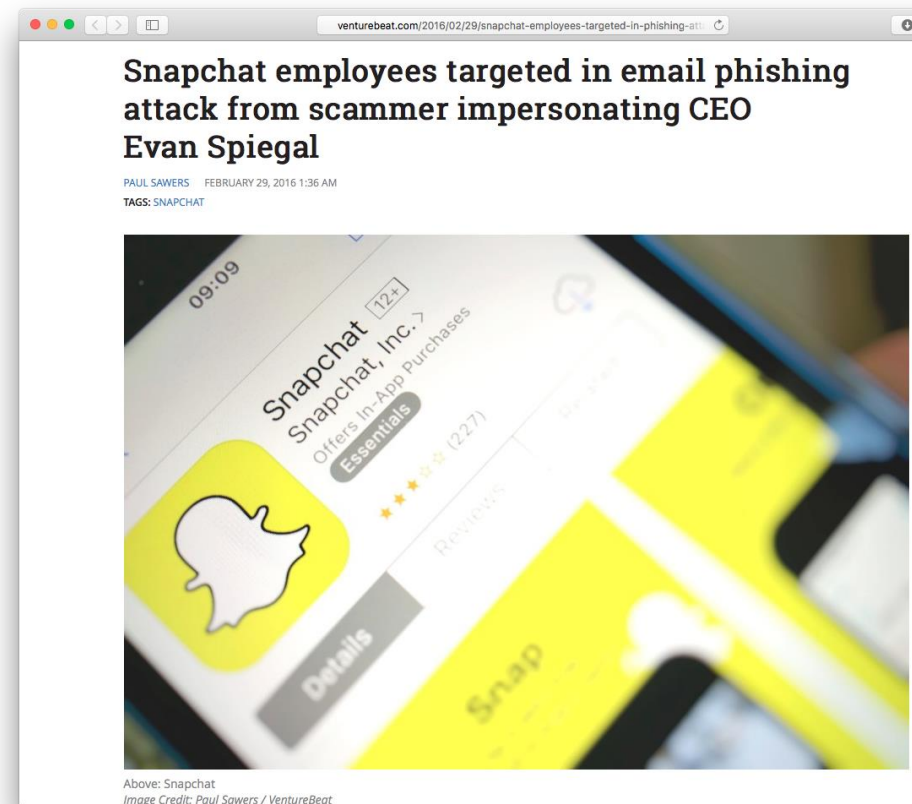 venturebeat.com/2016/02/29/snapchat-employees-targeted-in-phishing-att
Snapchat employees targeted in email phishing
attack from scammer impersonating CEO
Evan Spiegal
PAUL SAWERS FEBRUARY 29, 2016 1:36 AM
TAGS: SNAPCHAT
09:09
Snapchat 12+
Snapchat, Inc. >
Offers In-App Purchases
Essentials
★★★☆☆ (227)
Details
Reviews
Snap
Above: Snapchat
Image Credit: Paul Sawers / VentureBeat